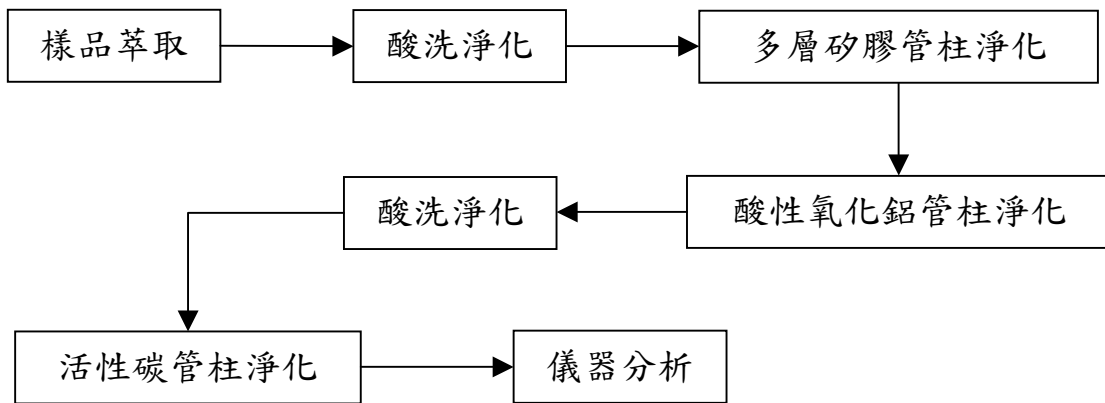 樣品萃取
酸洗淨化
多層矽膠管柱淨化
酸性氧化鋁管柱淨化
酸洗淨化
活性碳管柱淨化
儀器分析